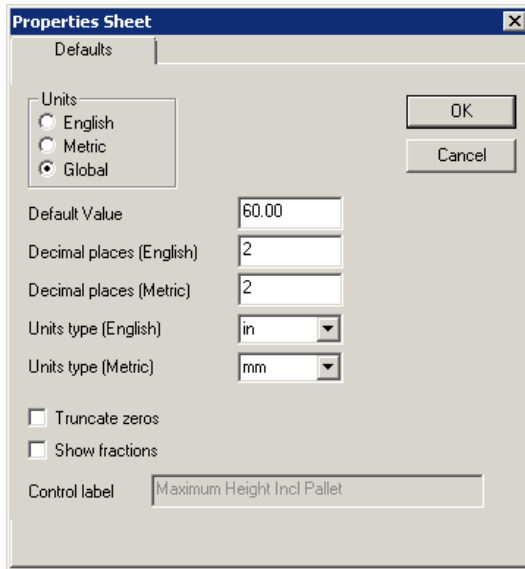 Properties Sheet
Defaults
Units
English
Metric
Global
OK
Cancel
Default Value 60.00
Decimal places (English) 2
Decimal places (Metric) 2
Units type (English) in
Units type (Metric) mm
Truncate zeros
Show fractions
Control label Maximum Height Incl Pallet